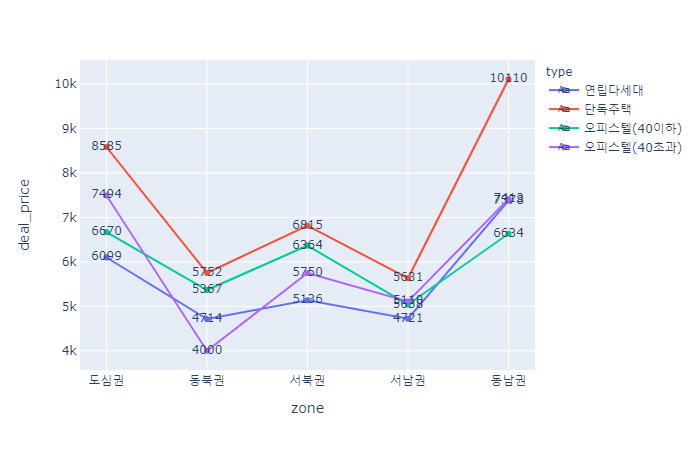 type
연립다세대
단독주택
오피스텔(40이하)
오피스텔(40초과)
deal_price
10k
9k
8k
7k
6k
5k
4k
8585
7494
6670
6099
5752
5367
4714
4000
6815
6364
5750
5136
5631
4721
10110
6634
도심권
동북권
서북권
서남권
동남권
zone